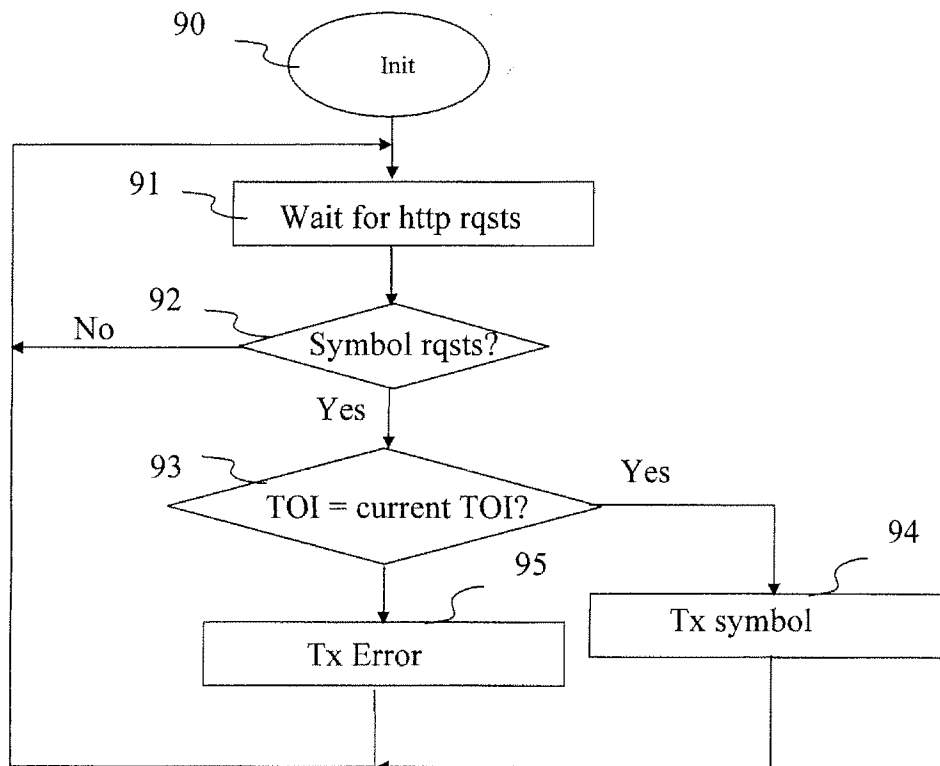 90
Init
91
Wait for http rqsts
92
No
Symbol rqsts?
Yes
93
Yes
TOI = current TOI?
94
95
Tx symbol
Tx Error